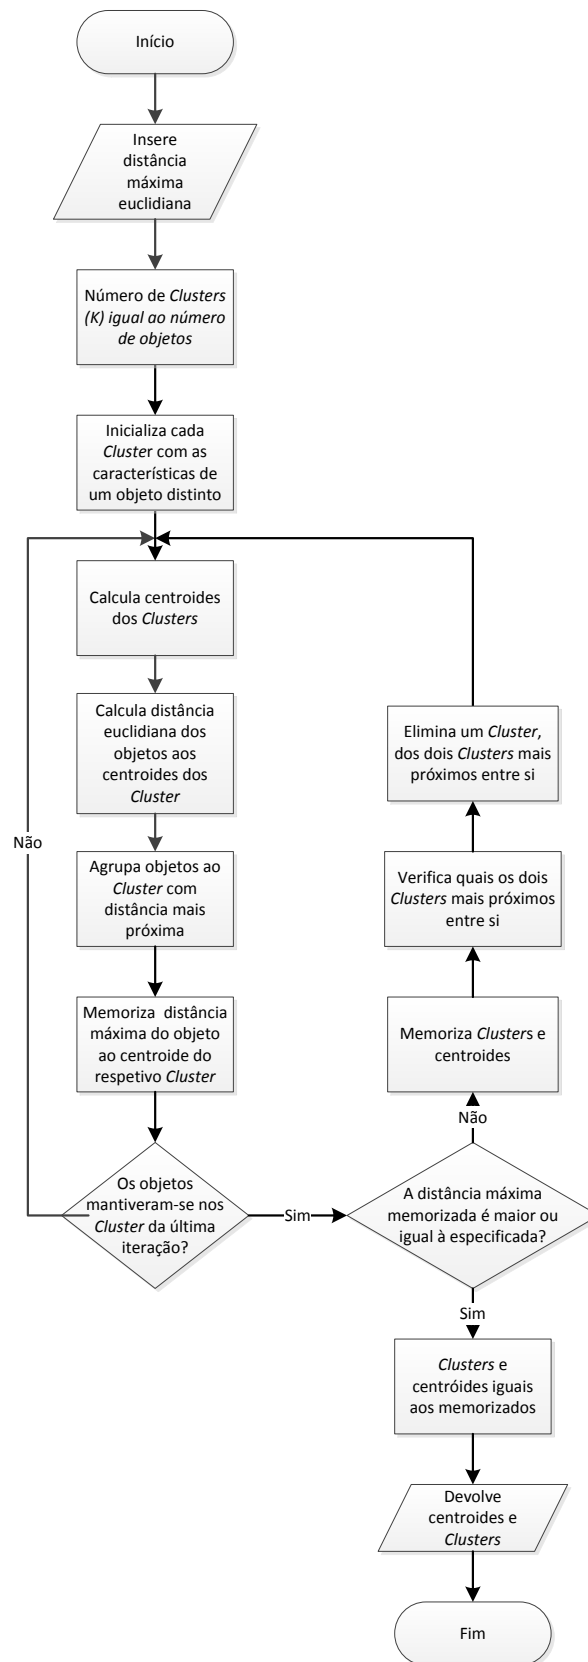 Início
Insere
distância
máxima
euclidiana
Número de Clusters
(K) igual ao número
de objetos
Inicializa cada
Cluster com as
características de
um objeto distinto
Calcula centroides
dos Clusters
Calcula distância
euclidiana dos
objetos aos
centroides dos
Cluster
Agrupa objetos ao
Cluster com
distância mais
próxima
Memoriza distância
máxima do objeto
ao centroide do
respetivo Cluster
Os objetos
mantiveram-se nos
Cluster da última
iteração?
Não
Sim
A distância máxima
memorizada é maior ou
igual à especificada?
Não
Memoriza Clusters e
centroides
Verifica quais os dois
Clusters mais próximos
entre si
Elimina um Cluster,
dos dois Clusters mais
próximos entre si
Sim
Clusters e
centróides iguais
aos memorizados
Devolve
centroides e
Clusters
Fim